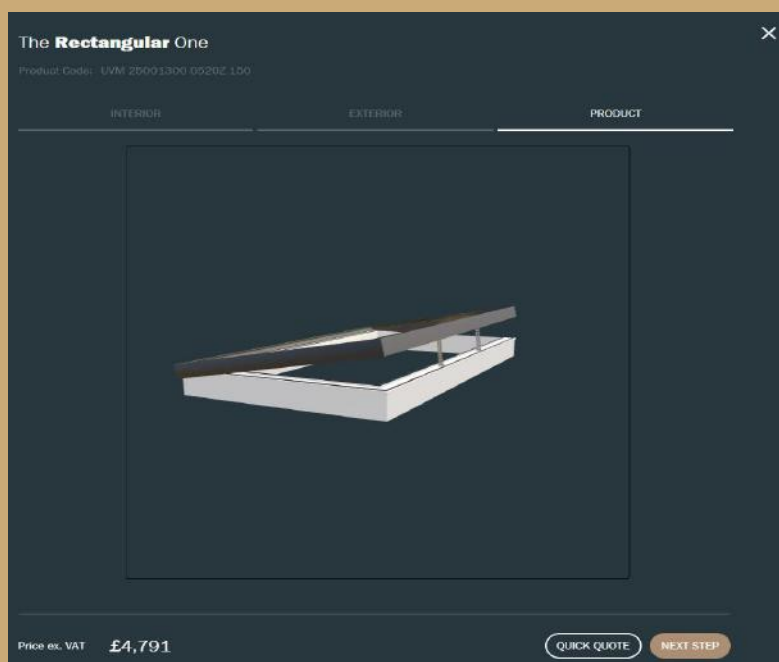 The Rectangular One
Product Code: UVM 25001300 0520Z 150
INTERIOR EXTERIOR PRODUCT
Price ex. VAT £4,791 QUICK QUOTE NEXT STEP